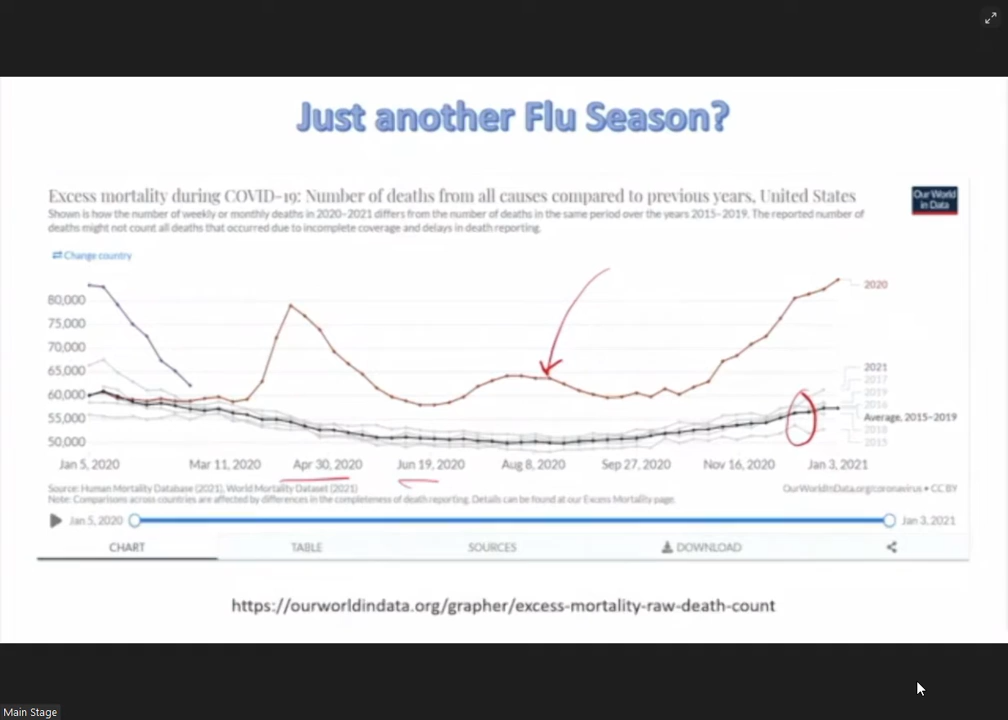 Just another Flu Season?
Excess mortality during COVID-19: Number of deaths from all causes compared to previous years, United States
Our World
in Data
Shown is how the number of weekly or monthly deaths in 2020–2021 differs from the number of deaths in the same period over the years 2015–2019. The reported number of
deaths might not count all deaths that occurred due to incomplete coverage and delays in death reporting.
⇄ Change country
80,000
75,000
70,000
65,000
60,000
55,000
50,000
2020
2021
2017
2019
2016
Average, 2015–2019
2018
2015
Jan 5, 2020
Mar 11, 2020
Apr 30, 2020
Jun 19, 2020
Aug 8, 2020
Sep 27, 2020
Nov 16, 2020
Jan 3, 2021
Source: Human Mortality Database (2021), World Mortality Dataset (2021)
OurWorldInData.org/coronavirus • CC BY
Note: Comparisons across countries are affected by differences in the completeness of death reporting. Details can be found at our Excess Mortality page.
Jan 5, 2020
Jan 3, 2021
CHART
TABLE
SOURCES
DOWNLOAD
https://ourworldindata.org/grapher/excess-mortality-raw-death-count
Main Stage